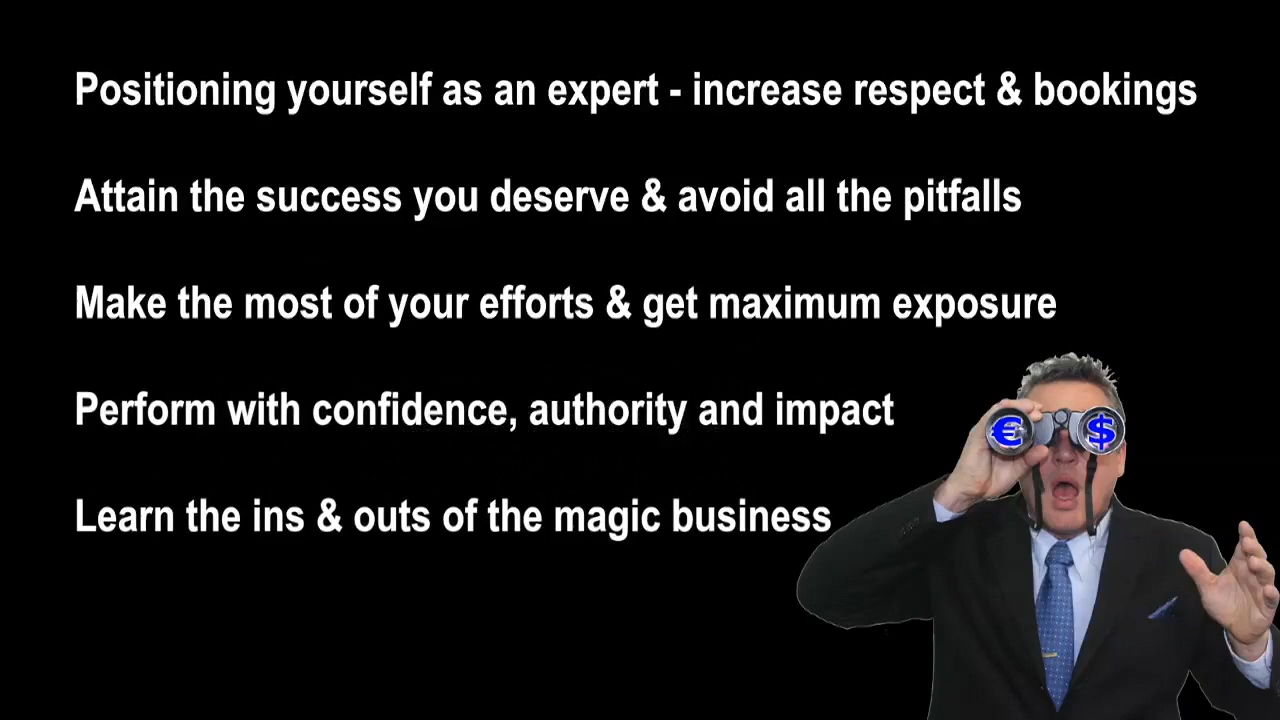 Positioning yourself as an expert - increase respect & bookings
Attain the success you deserve & avoid all the pitfalls
Make the most of your efforts & get maximum exposure
Perform with confidence, authority and impact
€ $
Learn the ins & outs of the magic business